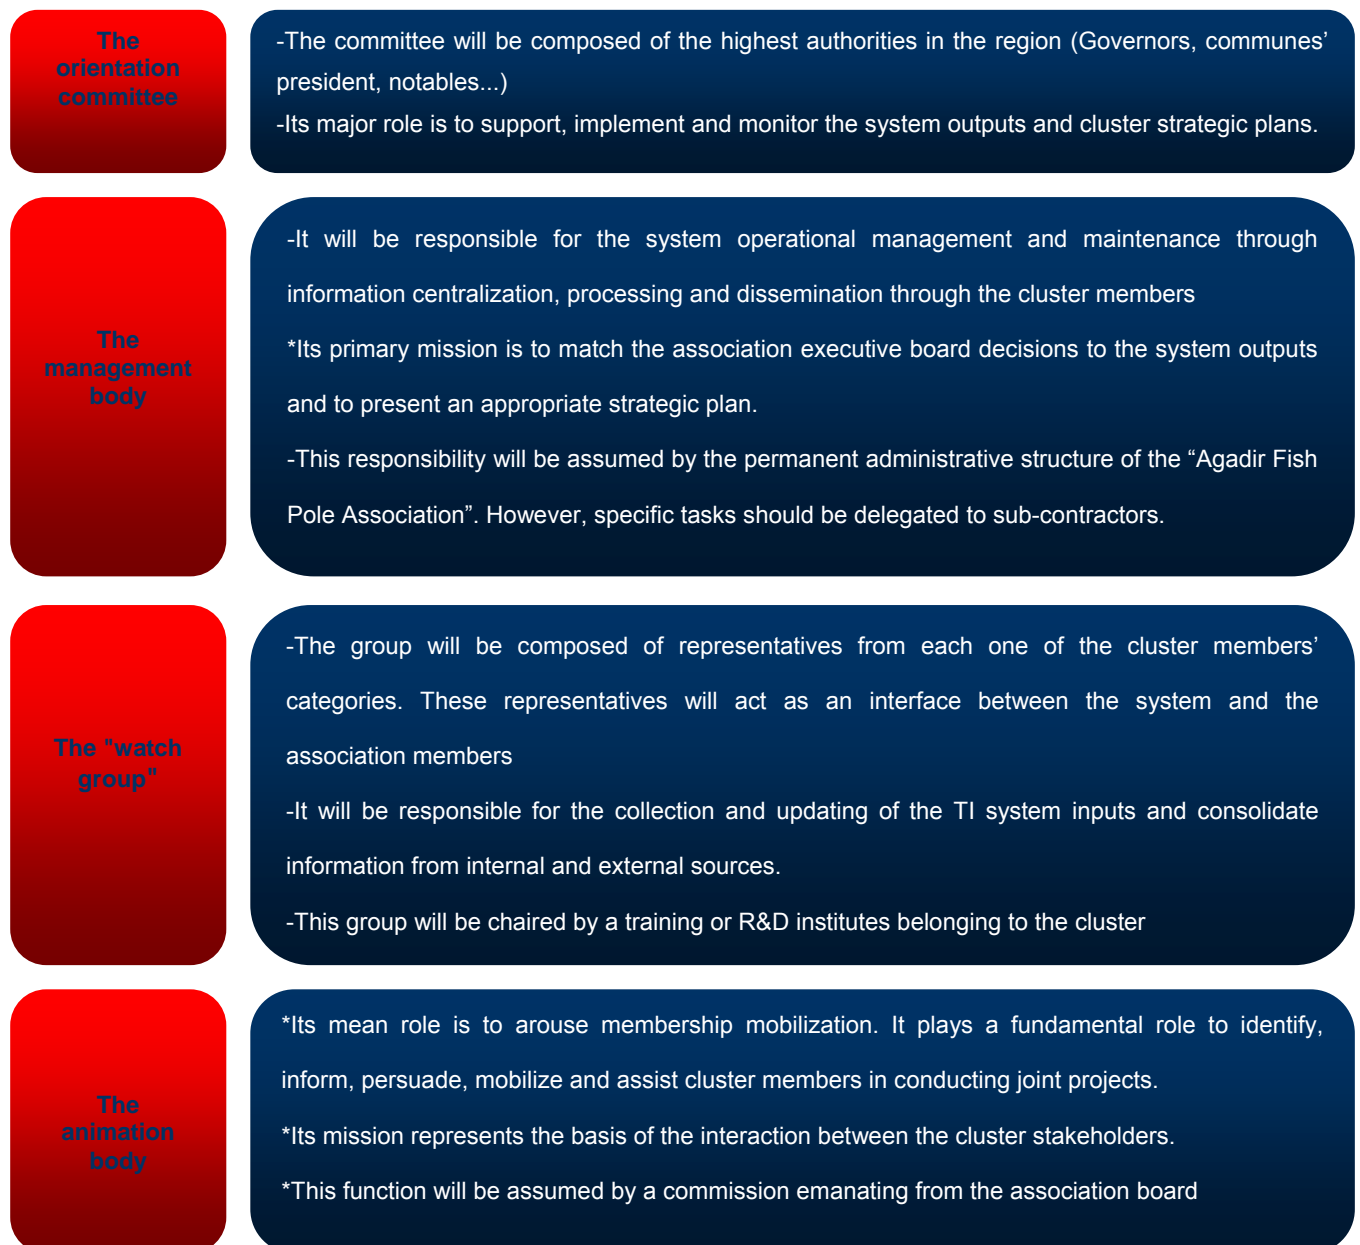 The
orientation
committee
-The committee will be composed of the highest authorities in the region (Governors, communes’
president, notables...)
-Its major role is to support, implement and monitor the system outputs and cluster strategic plans.
The
management
body
-It will be responsible for the system operational management and maintenance through
information centralization, processing and dissemination through the cluster members
*Its primary mission is to match the association executive board decisions to the system outputs
and to present an appropriate strategic plan.
-This responsibility will be assumed by the permanent administrative structure of the “Agadir Fish
Pole Association”. However, specific tasks should be delegated to sub-contractors.
The "watch
group"
-The group will be composed of representatives from each one of the cluster members’
categories. These representatives will act as an interface between the system and the
association members
-It will be responsible for the collection and updating of the TI system inputs and consolidate
information from internal and external sources.
-This group will be chaired by a training or R&D institutes belonging to the cluster
The
animation
body
*Its mean role is to arouse membership mobilization. It plays a fundamental role to identify,
inform, persuade, mobilize and assist cluster members in conducting joint projects.
*Its mission represents the basis of the interaction between the cluster stakeholders.
*This function will be assumed by a commission emanating from the association board